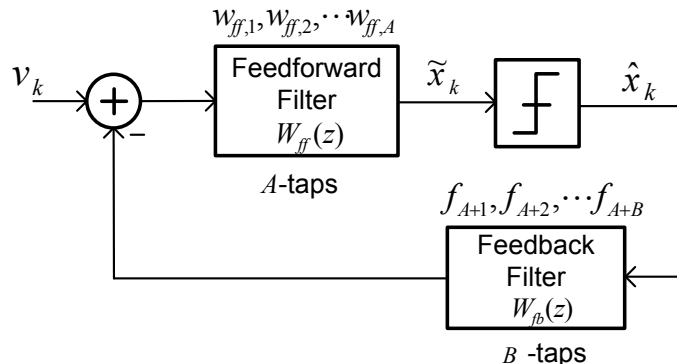 w_{ff,1}, w_{ff,2}, ⋯w_{ff,A}
v_k
+
−
Feedforward
Filter
W_{ff}(z)
A-taps
x̃_k
x̂_k
f_{A+1}, f_{A+2}, ⋯f_{A+B}
Feedback
Filter
W_{fb}(z)
B -taps